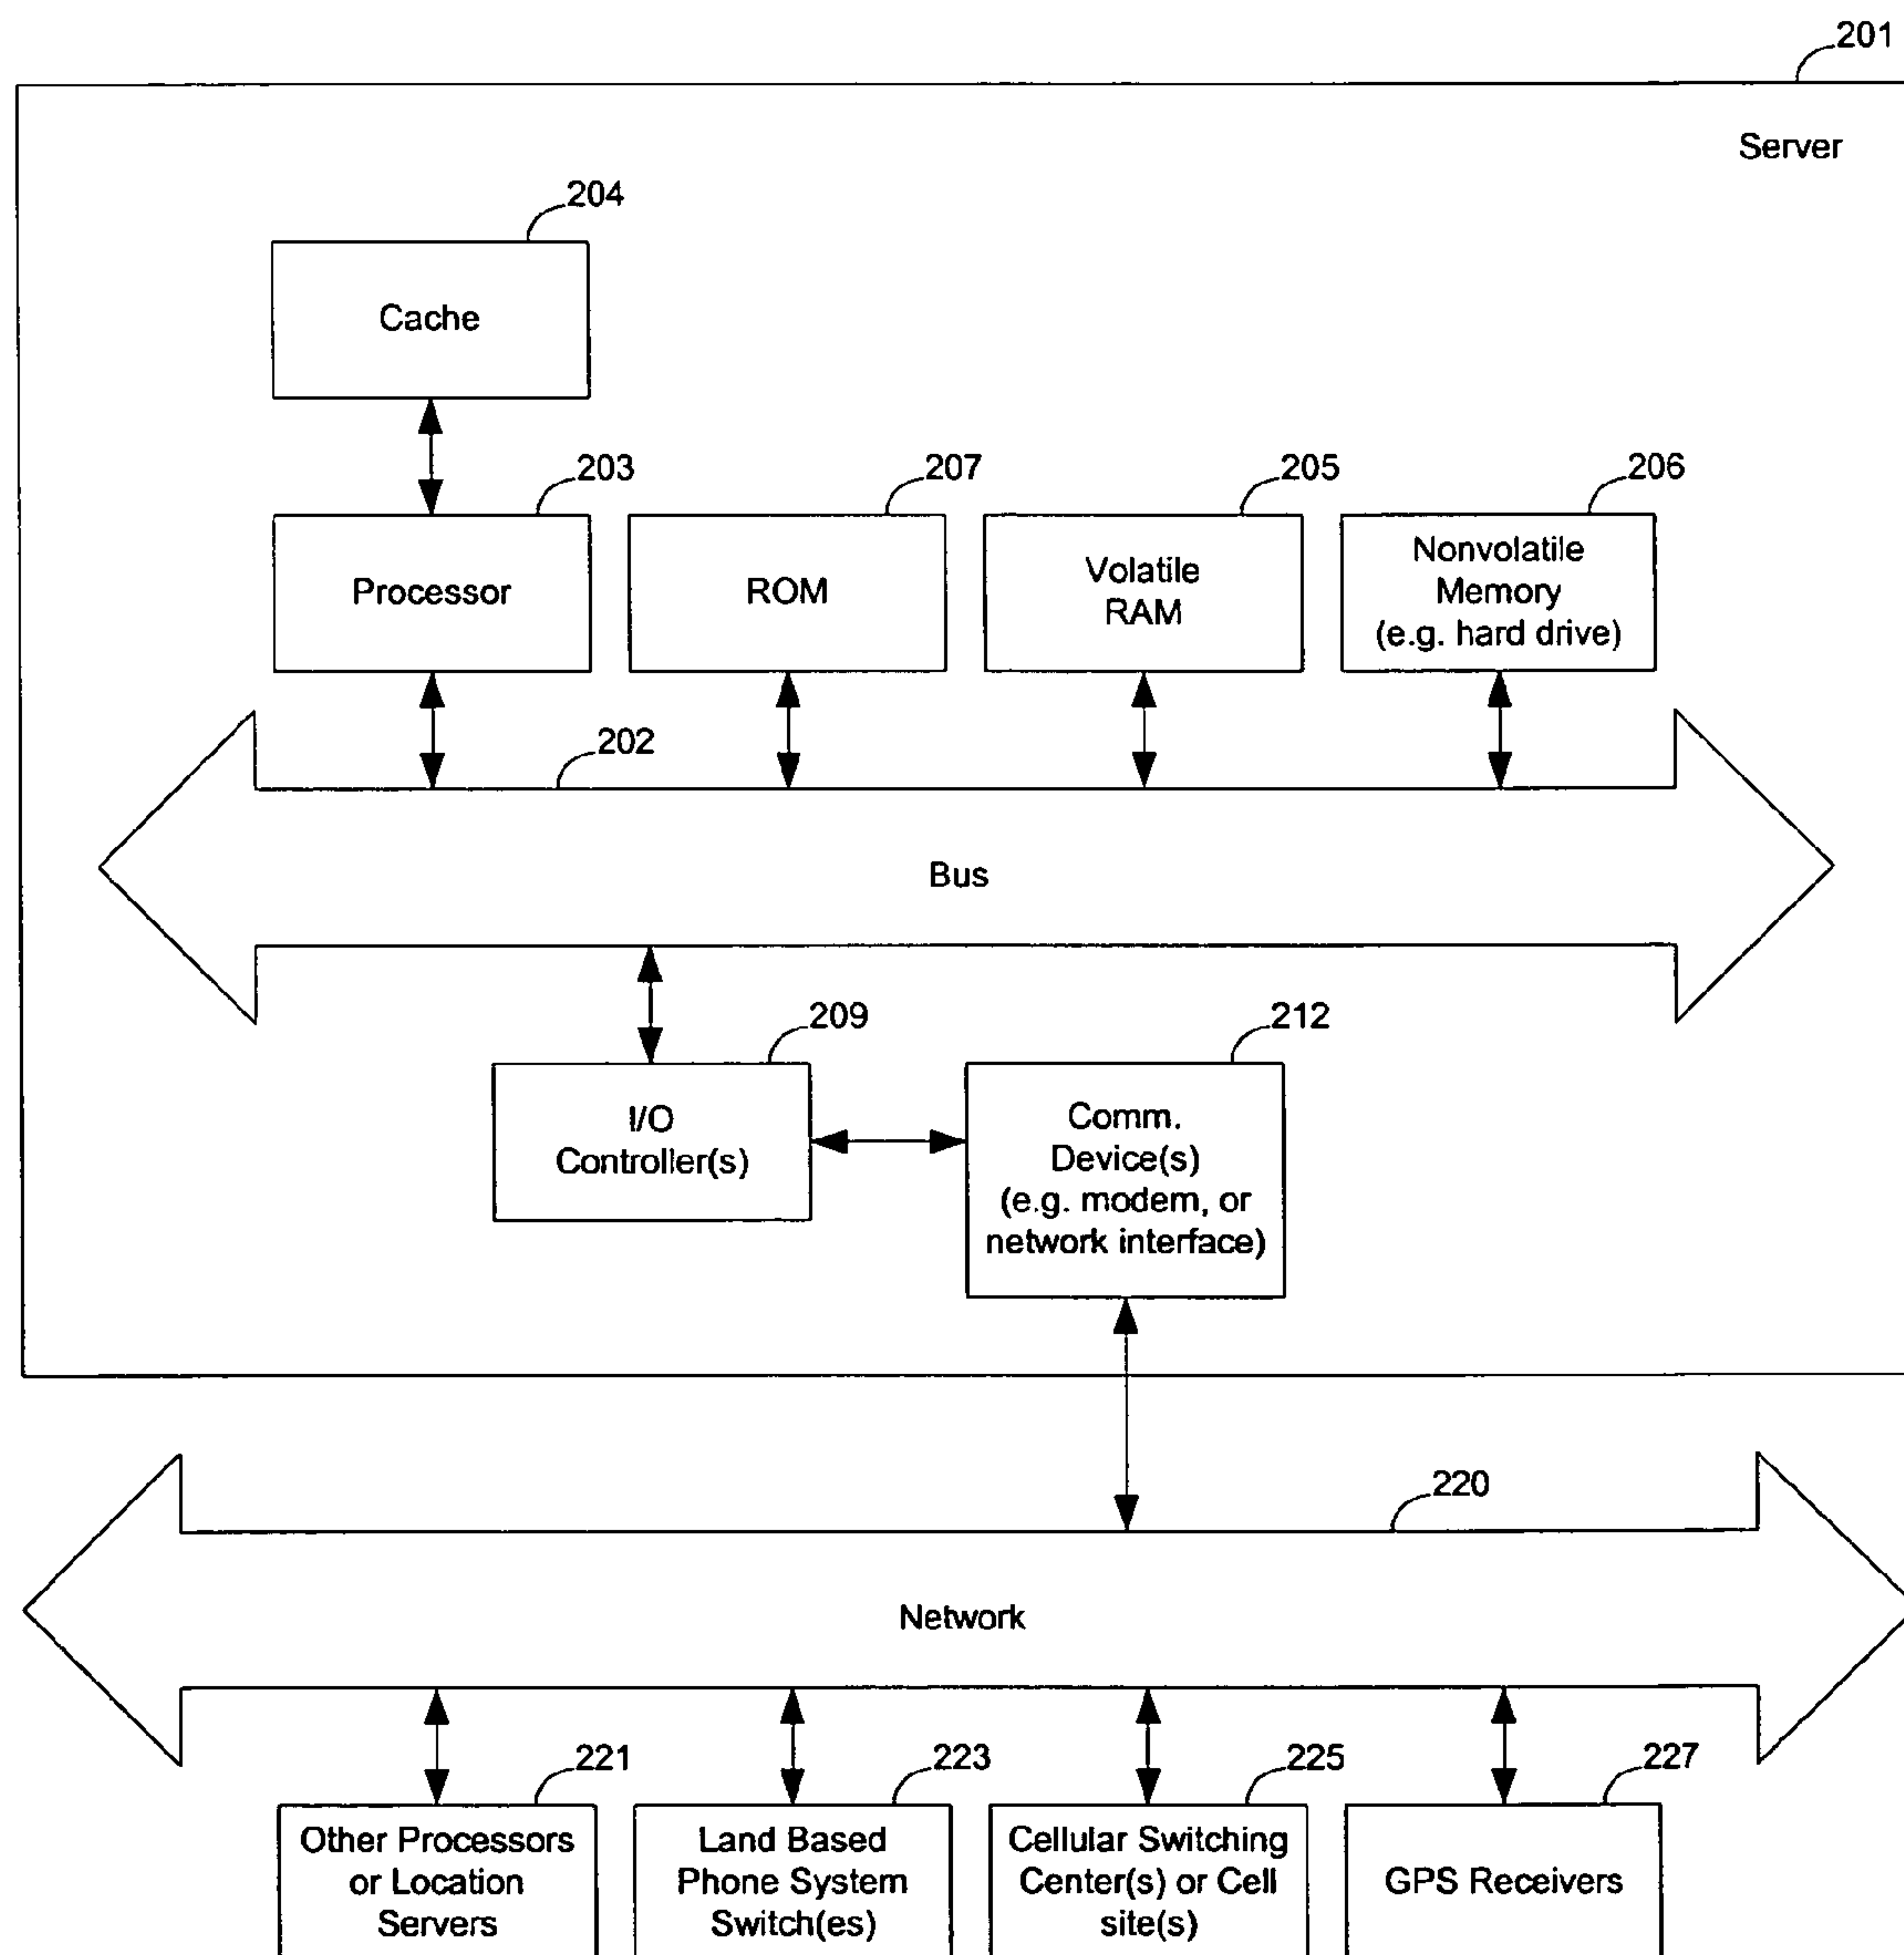 201
Server
204
Cache
203
207
205
206
Processor
ROM
Volatile
RAM
Nonvolatile
Memory
(e.g. hard drive)
202
Bus
209
212
I/O
Controller(s)
Comm.
Device(s)
(e.g. modem, or
network interface)
220
Network
221
223
225
227
Other Processors
or Location
Servers
Land Based
Phone System
Switch(es)
Cellular Switching
Center(s) or Cell
site(s)
GPS Receivers